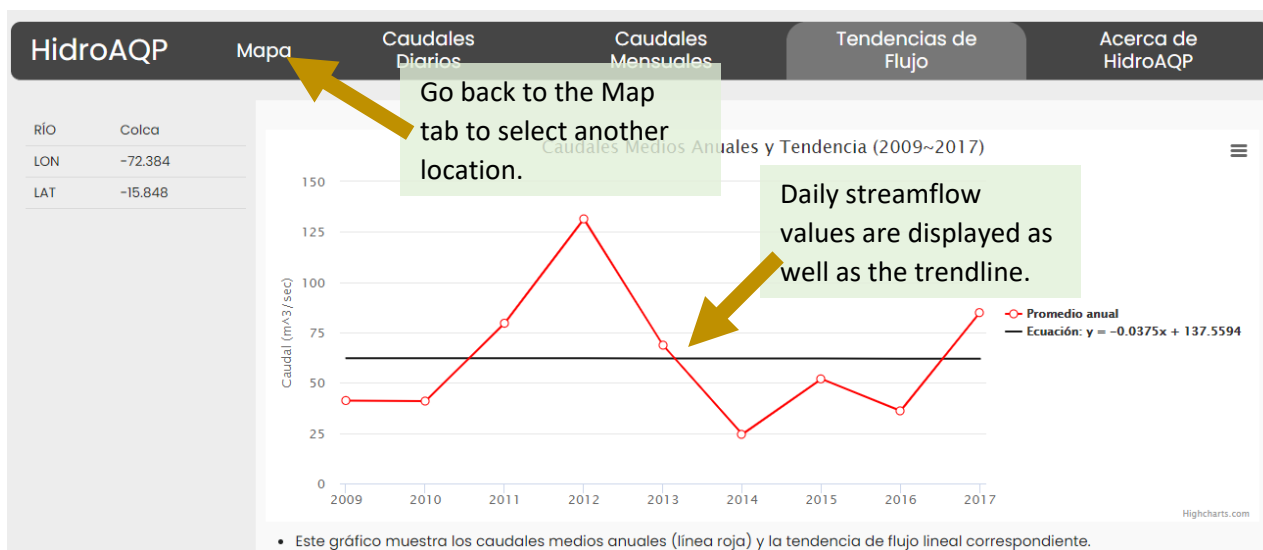 HidroAQP
Mapa
Caudales
Diarios
Caudales
Mensuales
Tendencias de
Flujo
Acerca de
HidroAQP
Go back to the Map
tab to select another
location.
RÍO Colca
LON -72.384
LAT -15.848
Caudales Medios Anuales y Tendencia (2009~2017)
Daily streamflow
values are displayed as
well as the trendline.
Caudal (m^3/sec)
150
125
100
75
50
25
0
2009 2010 2011 2012 2013 2014 2015 2016 2017
Promedio anual
Ecuación: y = -0.0375x + 137.5594
Highcharts.com
• Este gráfico muestra los caudales medios anuales (línea roja) y la tendencia de flujo lineal correspondiente.